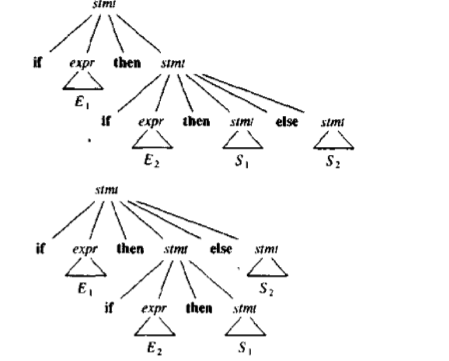 stmt
if expr then stmt
E1
if expr then stmt else stmt
E2 S1 S2
stmt
if expr then stmt else stmt
E1 S2
if expr then stmt
E2 S1